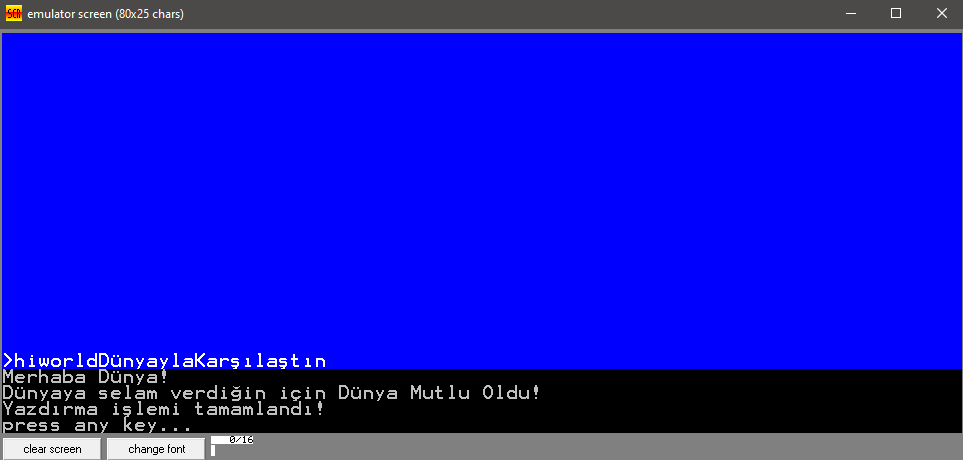 SCR emulator screen (80x25 chars)
>hiworldDünyaylaKarşılaştın
Merhaba Dünya!
Dünyaya selam verdiğin için Dünya Mutlu Oldu!
Yazdırma işlemi tamamlandı!
press any key...
clear screen change font 0/16